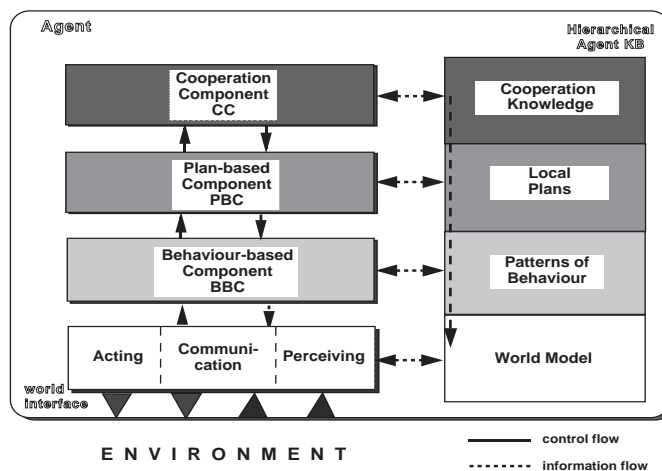 Agent
Hierarchical
Agent KB
Cooperation
Component
CC
Cooperation
Knowledge
Plan-based
Component
PBC
Local
Plans
Behaviour-based
Component
BBC
Patterns of
Behaviour
Acting
Communi-
cation
Perceiving
World Model
world
interface
E N V I R O N M E N T
control flow
information flow